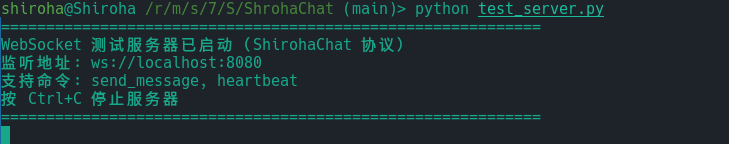 shiroha@Shiroha /r/m/s/7/S/ShrohaChat (main)> python test_server.py
============================================================
WebSocket 测试服务器已启动 (ShirohaChat 协议)
监听地址: ws://localhost:8080
支持命令: send_message, heartbeat
按 Ctrl+C 停止服务器
============================================================